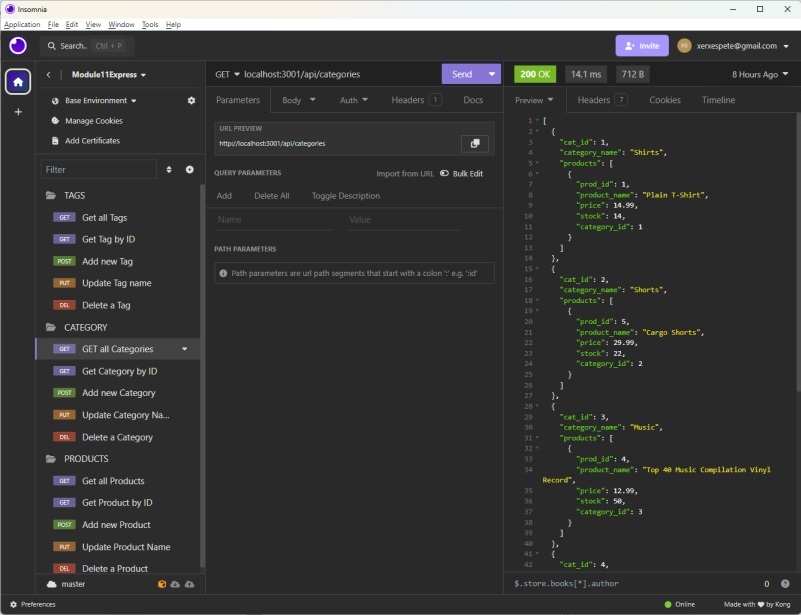 Insomnia
Application File Edit View Window Tools Help
Search.. Ctrl + P
Invite
xerxespete@gmail.com
Module11Express
GET localhost:3001/api/categories
Send
200 OK
14.1 ms
712 B
8 Hours Ago
Base Environment
Manage Cookies
Add Certificates
Parameters Body Auth Headers 1 Docs
Preview Headers 7 Cookies Timeline
Filter
TAGS
GET Get all Tags
GET Get Tag by ID
POST Add new Tag
PUT Update Tag name
DEL Delete a Tag
CATEGORY
GET GET all Categories
GET Get Category by ID
POST Add new Category
PUT Update Category Na...
DEL Delete a Category
PRODUCTS
GET Get all Products
GET Get Product by ID
POST Add new Product
PUT Update Product Name
DEL Delete a Product
master
URL PREVIEW
http://localhost:3001/api/categories
QUERY PARAMETERS
Import from URL Bulk Edit
Add Delete All Toggle Description
Name Value
PATH PARAMETERS
Path parameters are url path segments that start with a colon ':' e.g. ':id'
1 [
2 {
3 "cat_id": 1,
4 "category_name": "Shirts",
5 "products": [
6 {
7 "prod_id": 1,
8 "product_name": "Plain T-Shirt",
9 "price": 14.99,
10 "stock": 14,
11 "category_id": 1
12 }
13 ]
14 },
15 {
16 "cat_id": 2,
17 "category_name": "Shorts",
18 "products": [
19 {
20 "prod_id": 5,
21 "product_name": "Cargo Shorts",
22 "price": 29.99,
23 "stock": 22,
24 "category_id": 2
25 }
26 ]
27 },
28 {
29 "cat_id": 3,
30 "category_name": "Music",
31 "products": [
32 {
33 "prod_id": 4,
34 "product_name": "Top 40 Music Compilation Vinyl
Record",
35 "price": 12.99,
36 "stock": 50,
37 "category_id": 3
38 }
39 ]
40 },
41 {
42 "cat_id": 4,
$.store.books[*].author
0
Preferences
Online
Made with ❤ by Kong